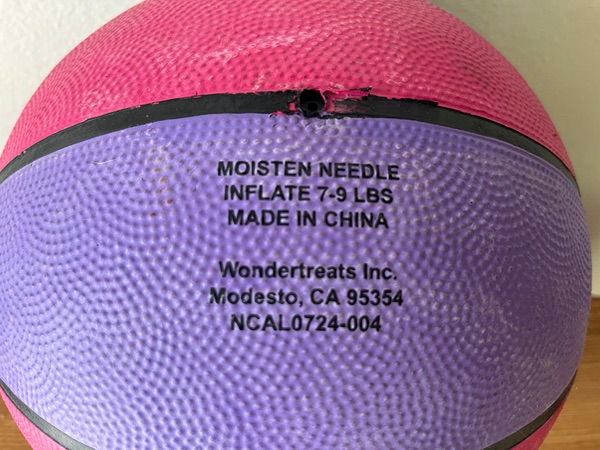 MOISTEN NEEDLE
INFLATE 7-9 LBS
MADE IN CHINA
Wondertreats Inc.
Modesto, CA 95354
NCAL0724-004